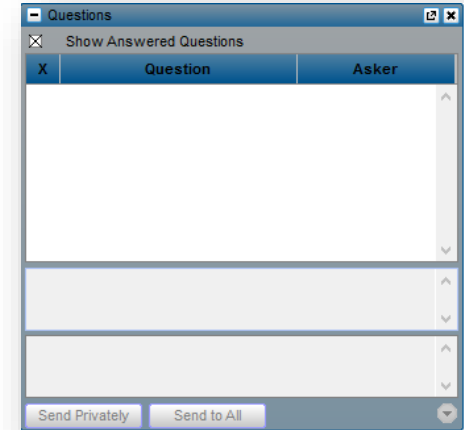 Questions
Show Answered Questions
X Question Asker
Send Privately Send to All